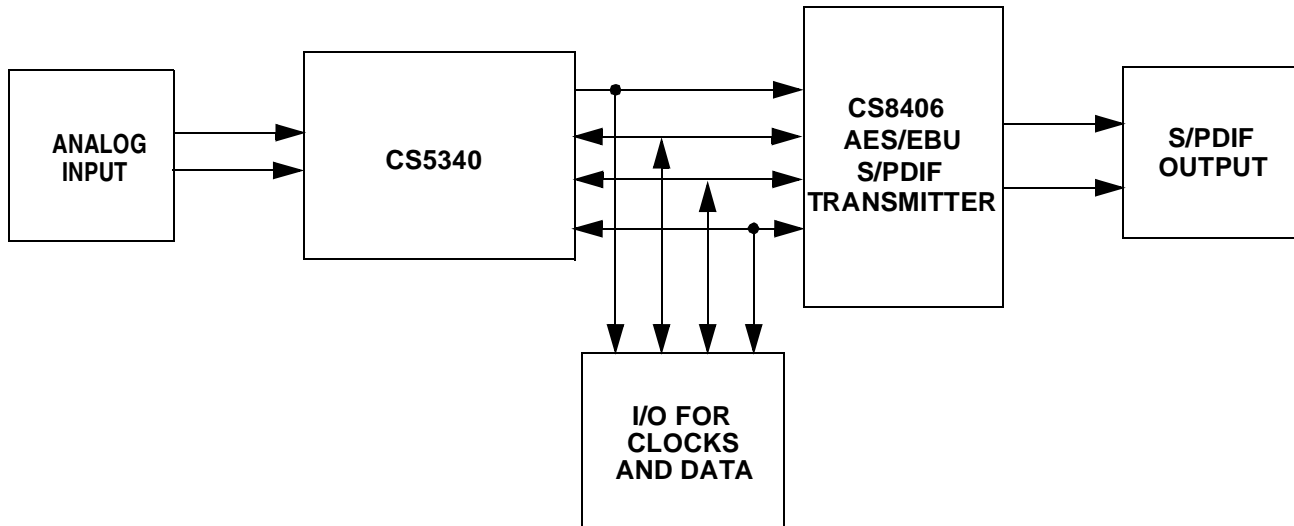 ANALOG
INPUT
CS5340
CS8406
AES/EBU
S/PDIF
TRANSMITTER
S/PDIF
OUTPUT
I/O FOR
CLOCKS
AND DATA